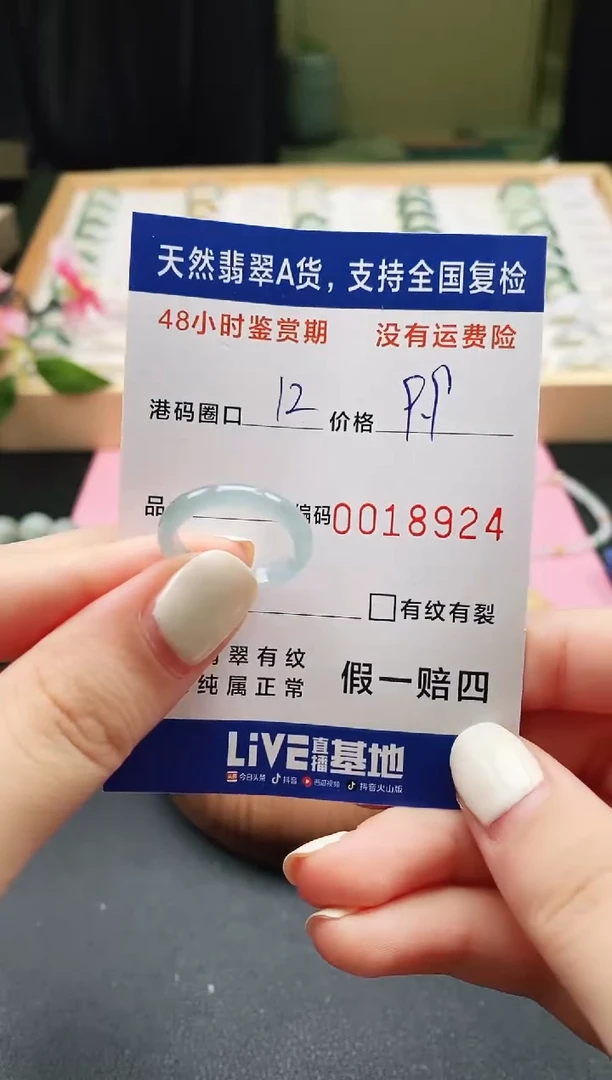 天然翡翠A货，支持全国复检
48小时鉴赏期 没有运费险
港码圈口 12 价格
品 编码 0018924
有纹有裂
翠有纹
纯属正常 假一赔四
LiVE直播基地
今日头条 抖音 西瓜视频 抖音火山版